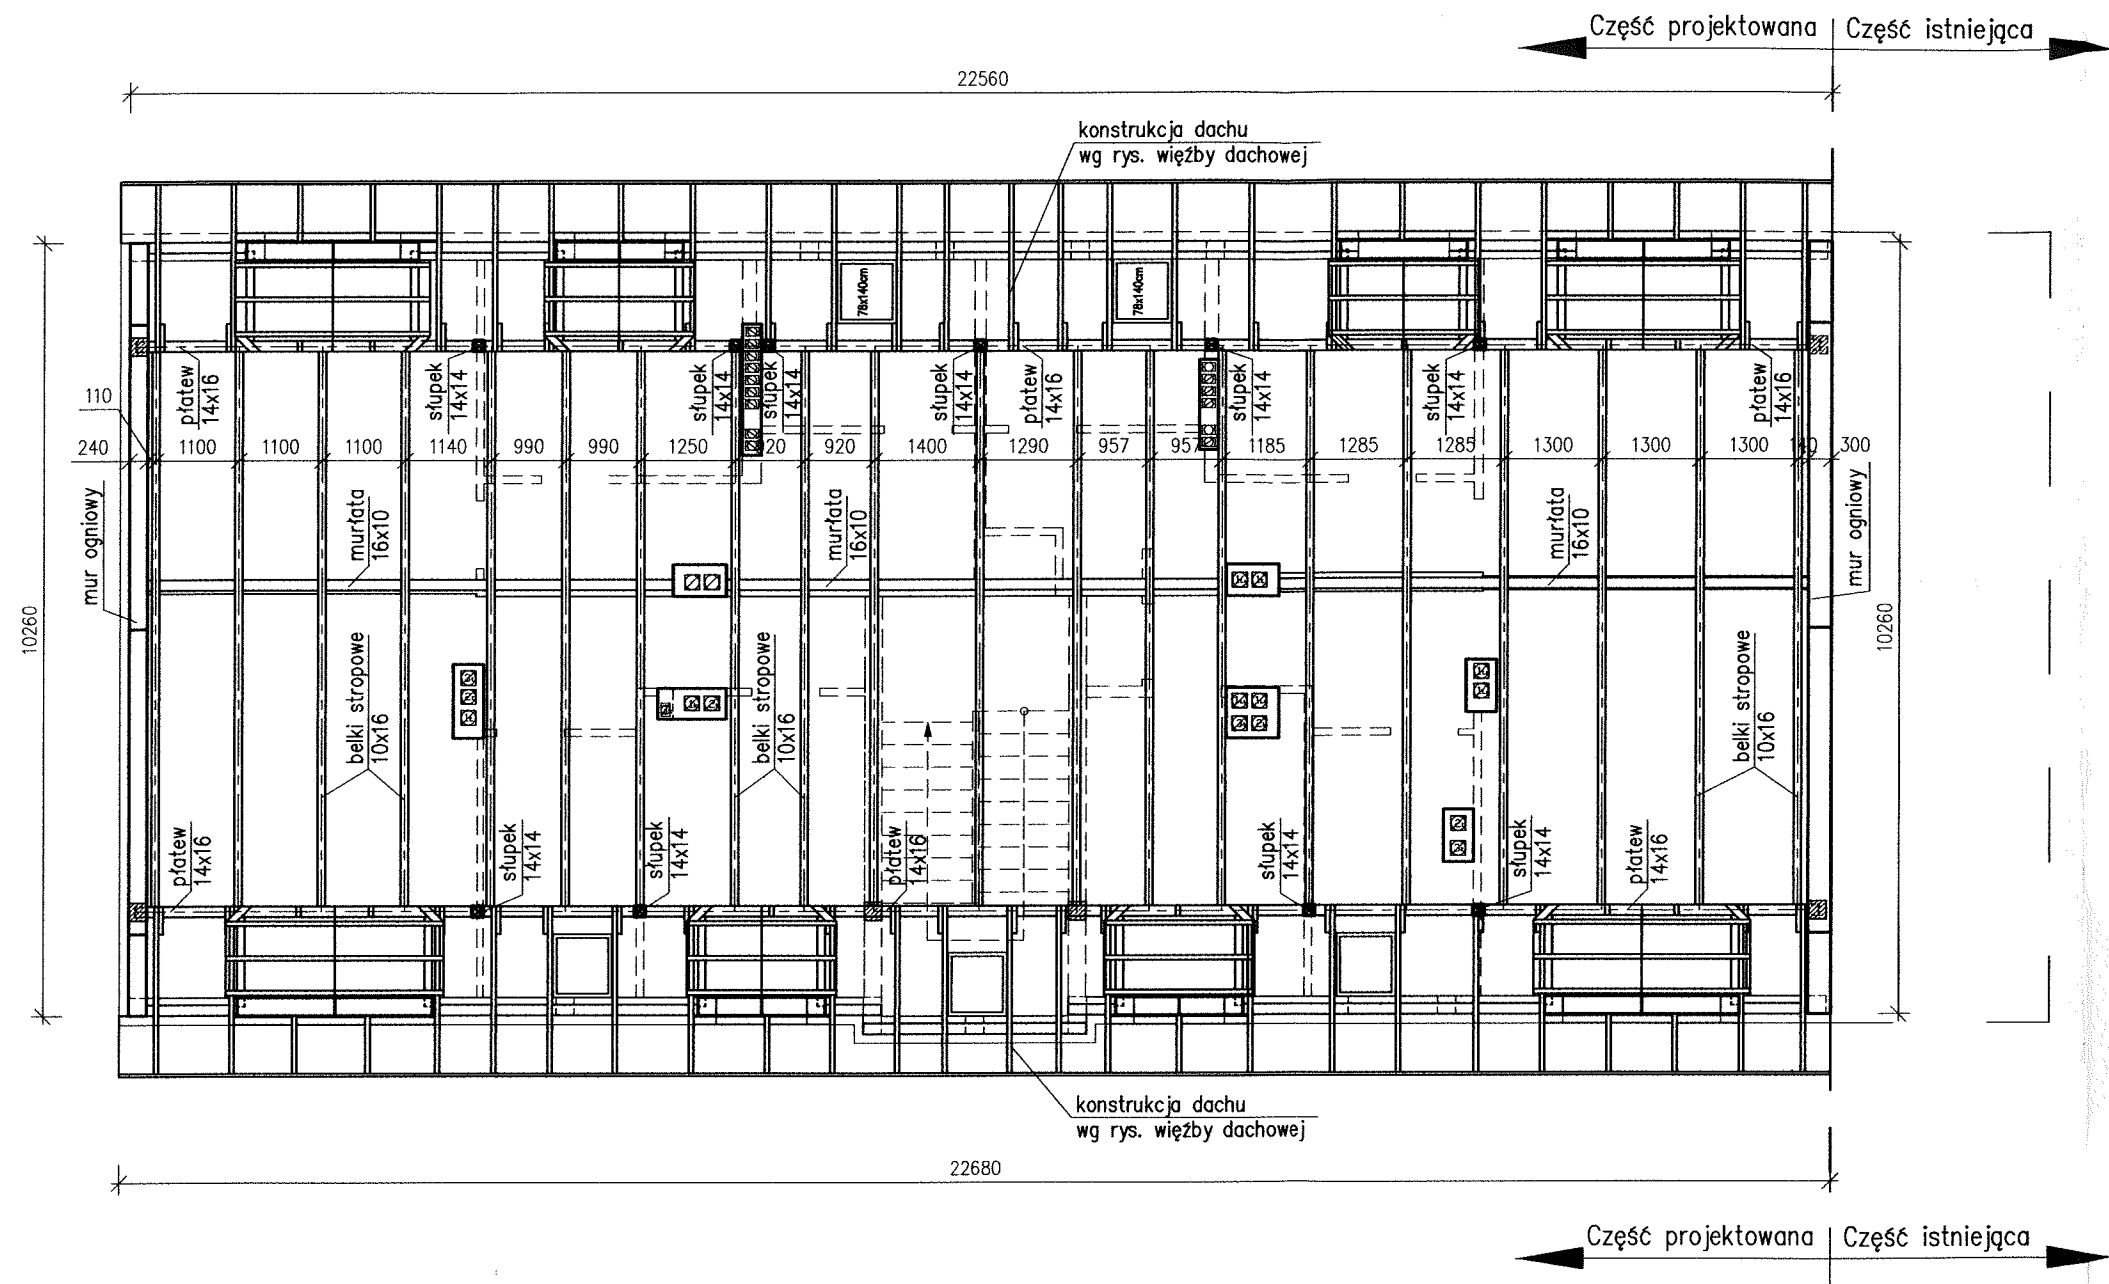 Część projektowana
Część istniejąca
22560
konstrukcja dachu
wg rys. więźby dachowej
78x140cm
78x140cm
płatew
14x16
słupek
14x14
słupek
14x14
słupek
14x14
słupek
14x14
płatew
14x16
słupek
14x14
słupek
14x14
płatew
14x16
110
240
1100
1100
1100
1140
990
990
1250
920
1400
1290
957
957
1185
1285
1285
1300
1300
1300
140
300
mur ogniowy
murłata
16x10
murłata
16x10
murłata
16x10
mur ogniowy
10260
10260
belki stropowe
10x16
belki stropowe
10x16
belki stropowe
10x16
płatew
14x16
słupek
14x14
słupek
14x14
płatew
14x16
słupek
14x14
słupek
14x14
płatew
14x16
konstrukcja dachu
wg rys. więźby dachowej
22680
Część projektowana
Część istniejąca